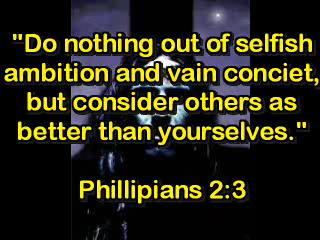 "Do nothing out of selfish
ambition and vain conciet,
but consider others as
better than yourselves."
Phillipians 2:3